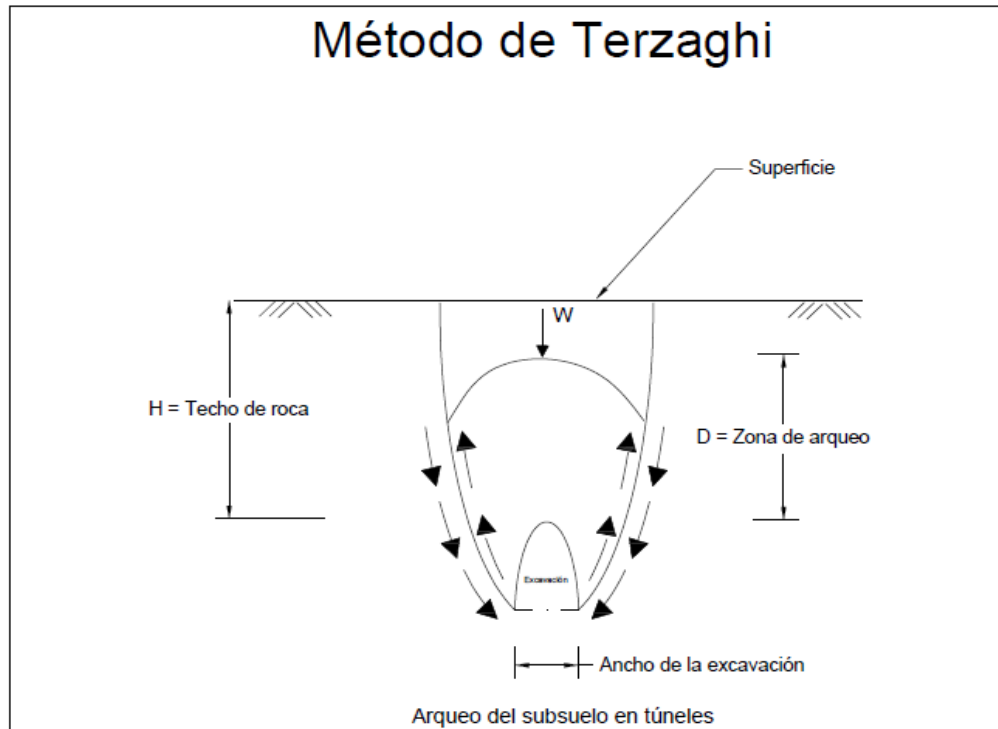 Método de Terzaghi
Superficie
W
H = Techo de roca
D = Zona de arqueo
Excavación
Ancho de la excavación
Arqueo del subsuelo en túneles